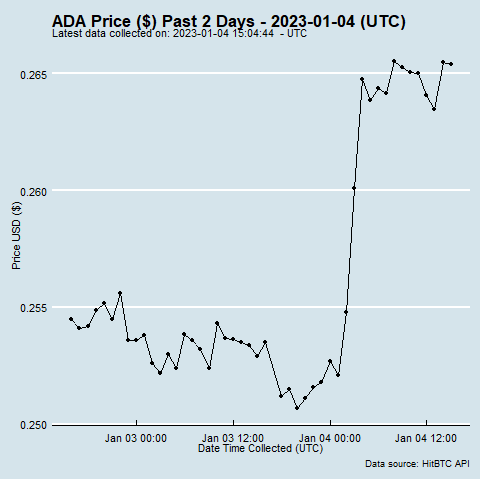 ADA Price ($) Past 2 Days - 2023-01-04 (UTC)
Latest data collected on: 2023-01-04 15:04:44  - UTC
0.265
0.260
0.255
0.250
Price USD ($)
Jan 03 00:00 Jan 03 12:00 Jan 04 00:00 Jan 04 12:00
Date Time Collected (UTC)
Data source: HitBTC API